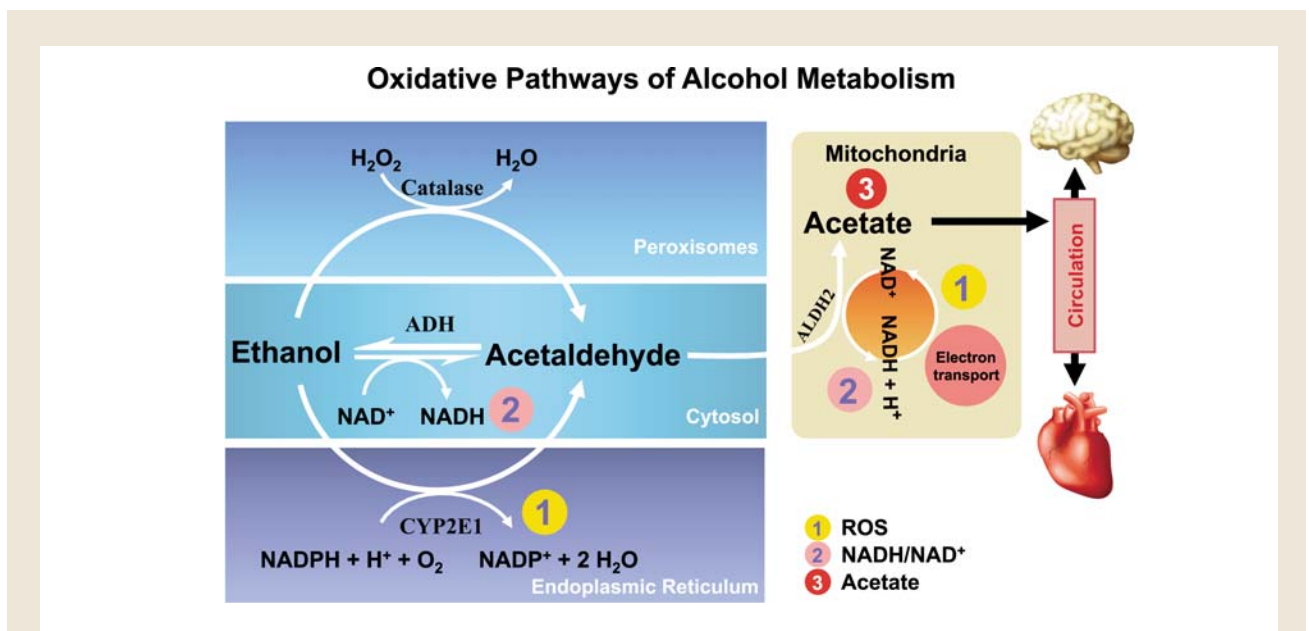 Oxidative Pathways of Alcohol Metabolism
H₂O₂ H₂O
Catalase
Peroxisomes
ADH
Ethanol Acetaldehyde
NAD⁺ NADH 2
Cytosol
1
CYP2E1
NADPH + H⁺ + O₂ NADP⁺ + 2 H₂O
Endoplasmic Reticulum
Mitochondria
3
Acetate
NAD⁺
1
ALDH2
NADH + H⁺
2
Electron
transport
Circulation
1 ROS
2 NADH/NAD⁺
3 Acetate